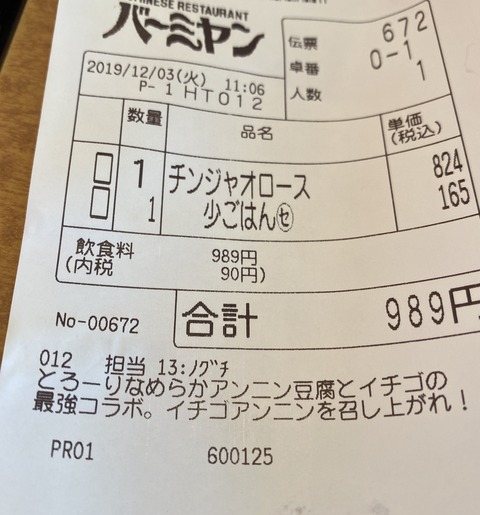 CHINESE RESTAURANT
バーミヤン
伝票 672
卓番 0-1
人数 1
2019/12/03(火) 11:06
P-1 HT012
数量 品名 単価(税込)
1 チンジャオロース 824
1 少ごはん㋝ 165
飲食料 989円
(内税 90円)
合計 989円
No-00672
012 担当 13:ノグチ
とろーりなめらかアンニン豆腐とイチゴの
最強コラボ。イチゴアンニンを召し上がれ!
PR01 600125